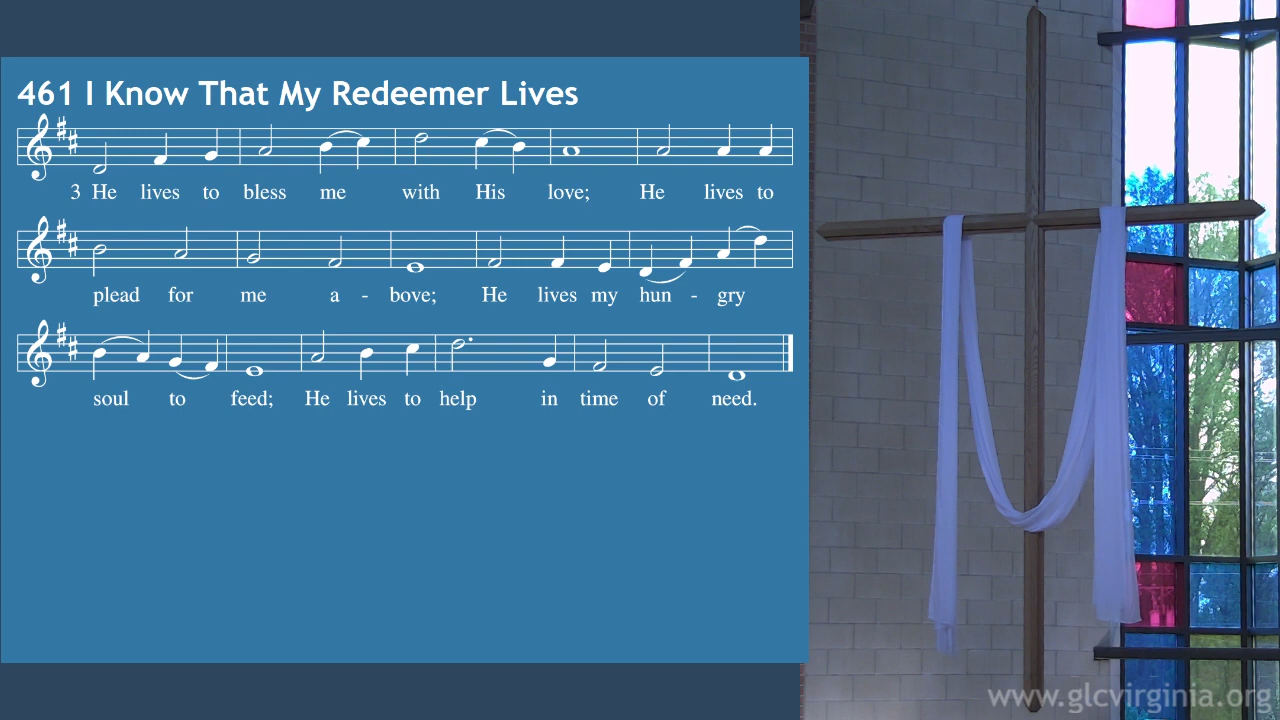 461 I Know That My Redeemer Lives
3 He lives to bless me with His love; He lives to
plead for me a - bove; He lives my hun - gry
soul to feed; He lives to help in time of need.
www.glcvirginia.org